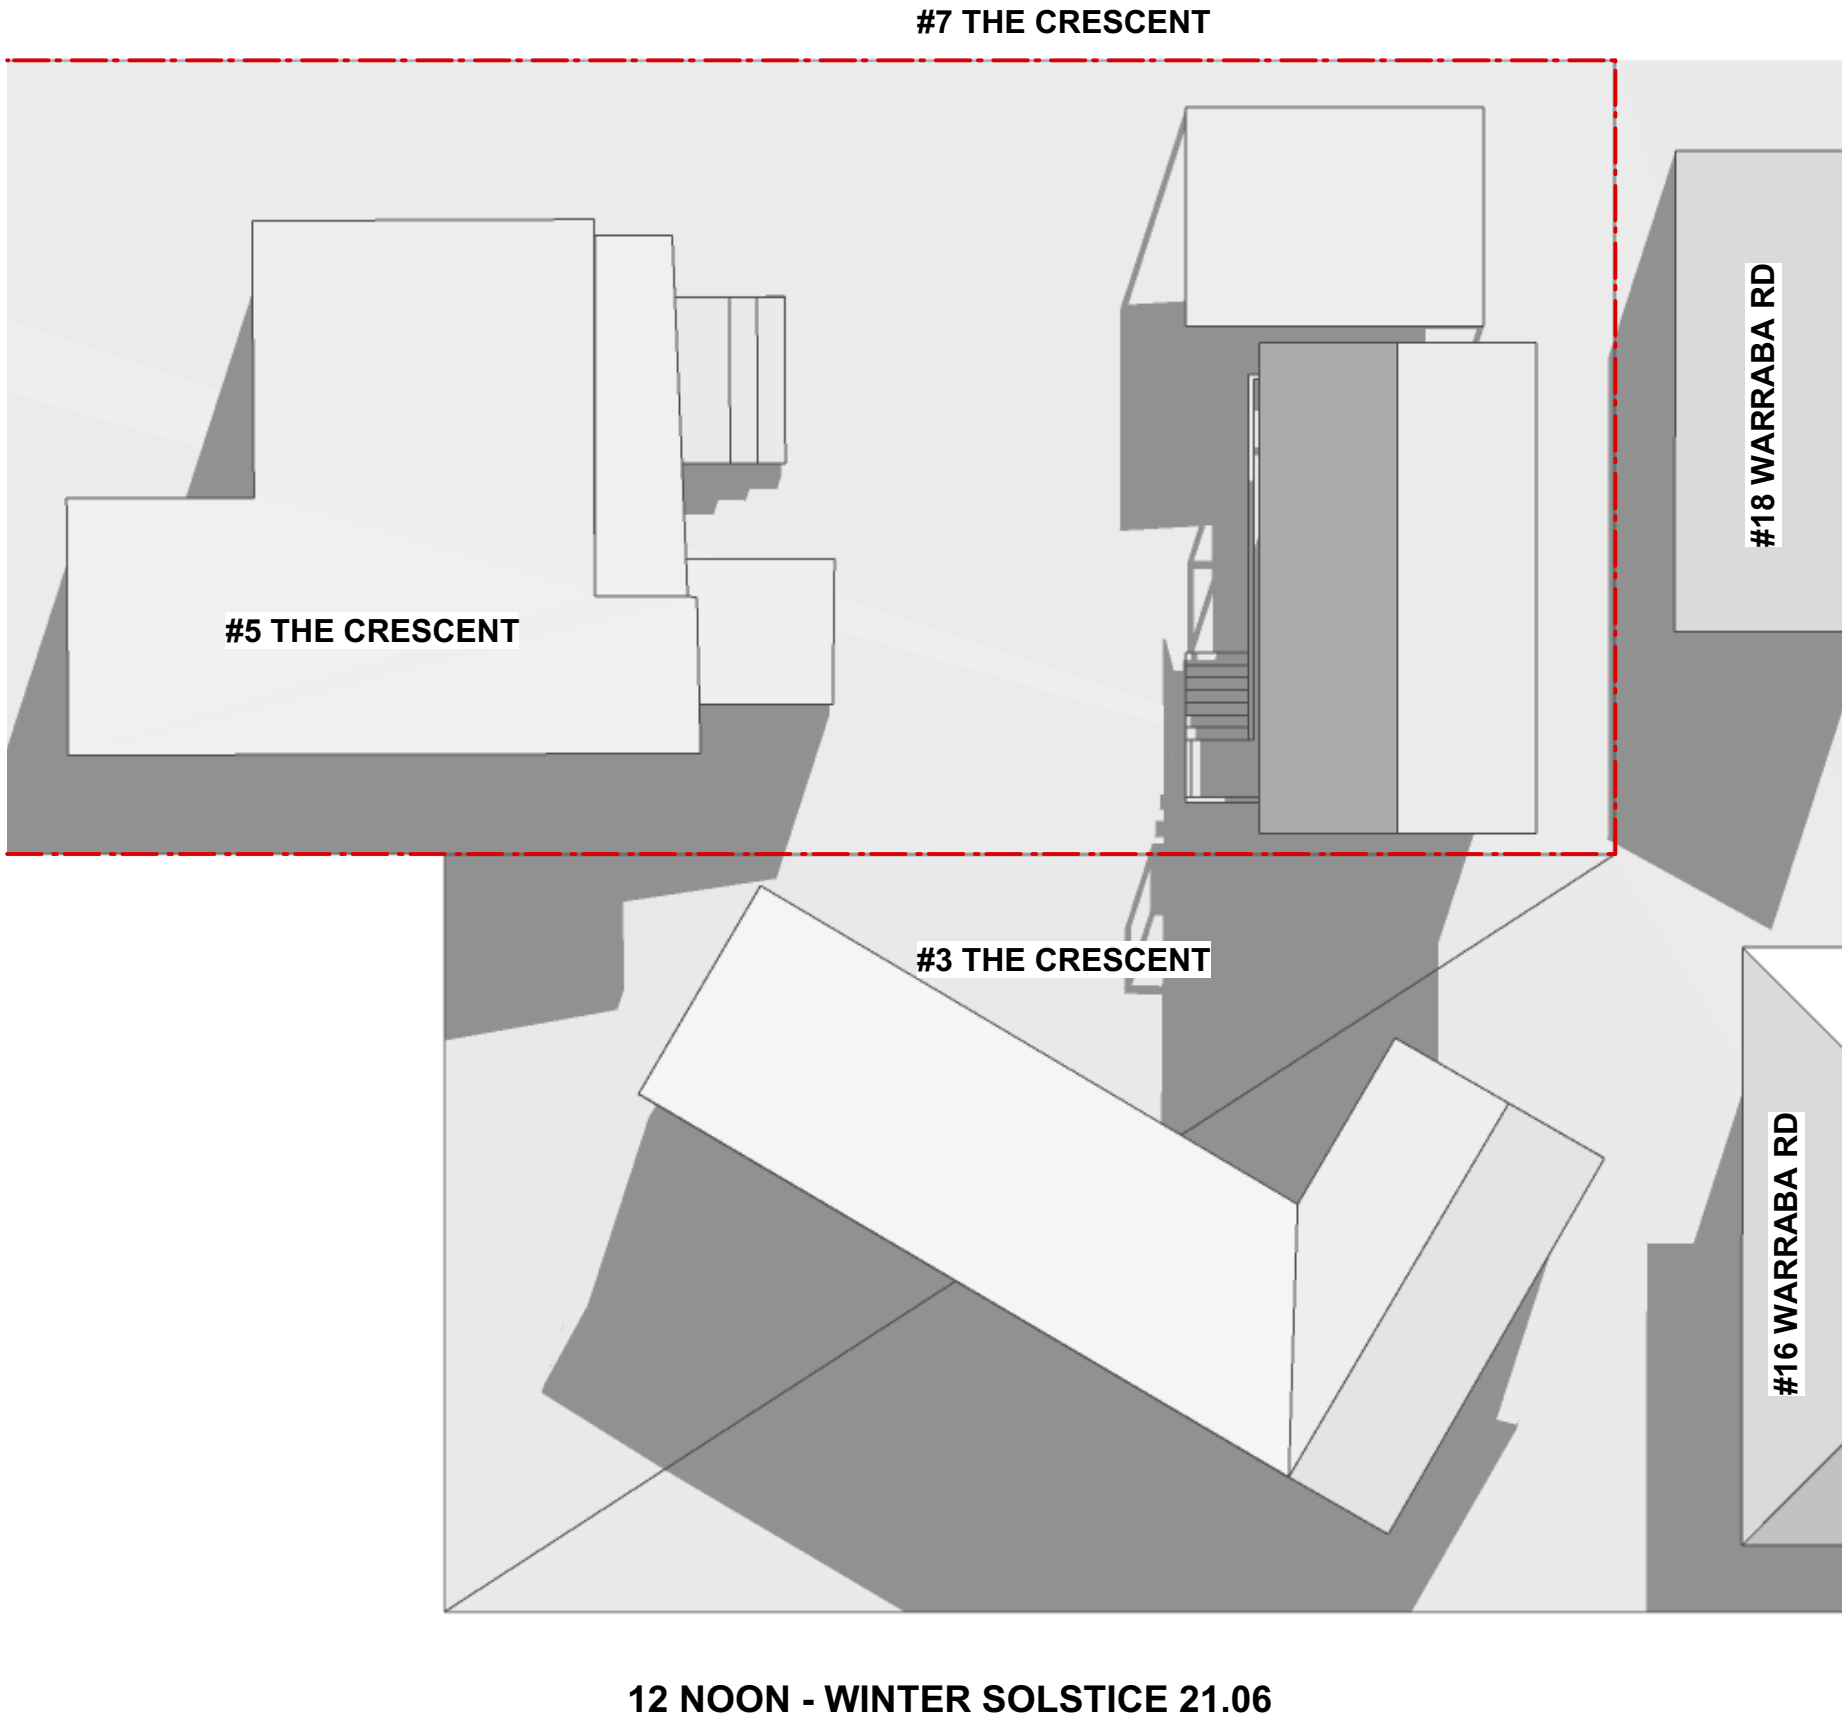 #7 THE CRESCENT
#18 WARRABA RD
#5 THE CRESCENT
#3 THE CRESCENT
#16 WARRABA RD
12 NOON - WINTER SOLSTICE 21.06